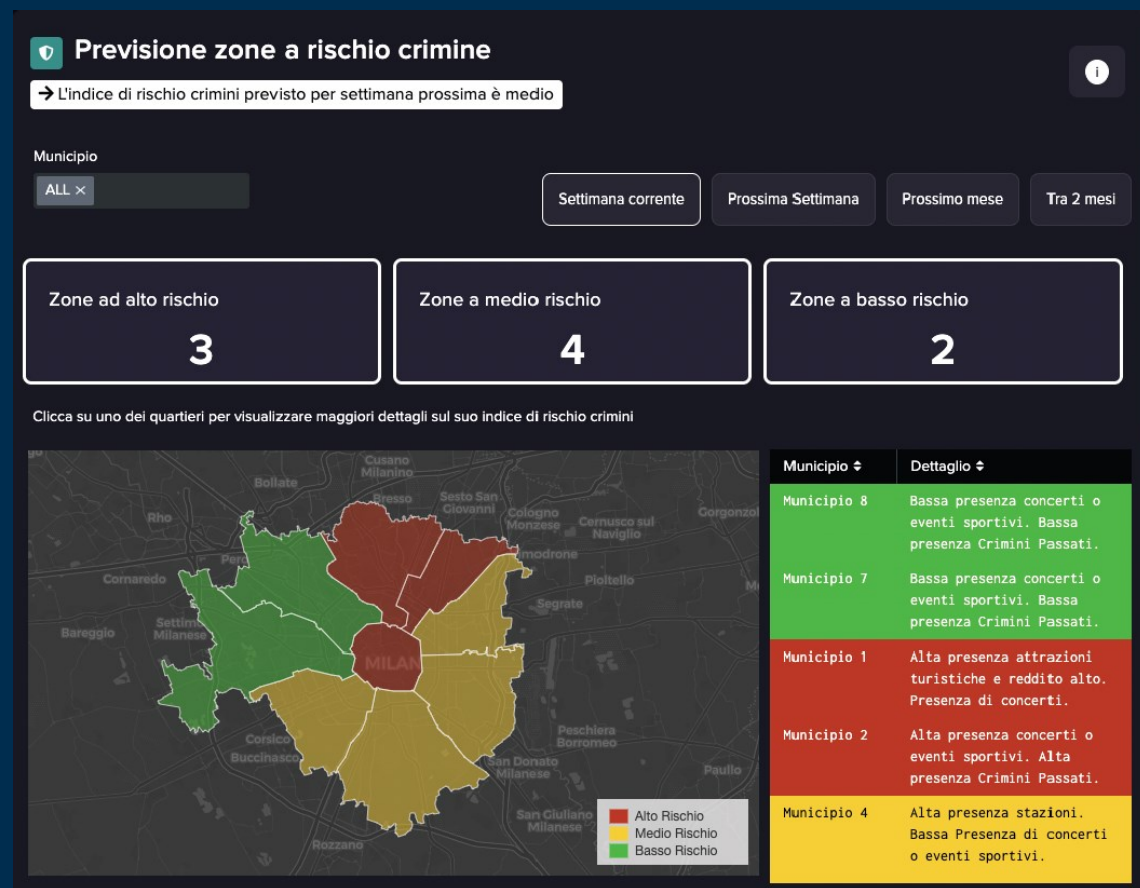 Previsione zone a rischio crimine
→ L'indice di rischio crimini previsto per settimana prossima è medio
i
Municipio
ALL ×
Settimana corrente
Prossima Settimana
Prossimo mese
Tra 2 mesi
Zone ad alto rischio
3
Zone a medio rischio
4
Zone a basso rischio
2
Clicca su uno dei quartieri per visualizzare maggiori dettagli sul suo indice di rischio crimini
Cusano
Milanino
Bollate
Bresso
Sesto San
Giovanni
Cologno
Monzese
Cernusco sul
Naviglio
Gorgonzol
Rho
Pero
imodrone
Cornaredo
Pioltello
Segrate
Bareggio
Settimo
Milanese
MILAN
Corsico
Buccinasco
Peschiera
Borromeo
San Donato
Milanese
Paullo
San Giuliano
Milanese
Rozzano
Alto Rischio
Medio Rischio
Basso Rischio
Municipio
Dettaglio
Municipio 8
Bassa presenza concerti o
eventi sportivi. Bassa
presenza Crimini Passati.
Municipio 7
Bassa presenza concerti o
eventi sportivi. Bassa
presenza Crimini Passati.
Municipio 1
Alta presenza attrazioni
turistiche e reddito alto.
Presenza di concerti.
Municipio 2
Alta presenza concerti o
eventi sportivi. Alta
presenza Crimini Passati.
Municipio 4
Alta presenza stazioni.
Bassa Presenza di concerti
o eventi sportivi.